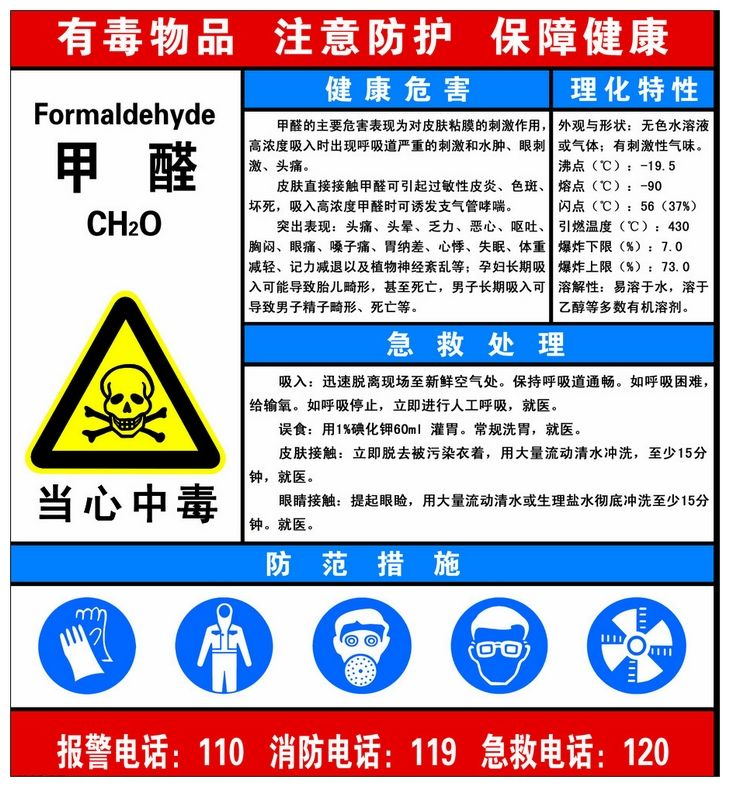 有毒物品 注意防护 保障健康
Formaldehyde
甲 醛
CH₂O
当心中毒
健康危害
甲醛的主要危害表现为对皮肤粘膜的刺激作用，
高浓度吸入时出现呼吸道严重的刺激和水肿、眼刺
激、头痛。
皮肤直接接触甲醛可引起过敏性皮炎、色斑、
坏死，吸入高浓度甲醛时可诱发支气管哮喘。
突出表现：头痛、头晕、乏力、恶心、呕吐、
胸闷、眼痛、嗓子痛、胃纳差、心悸、失眠、体重
减轻、记力减退以及植物神经紊乱等；孕妇长期吸
入可能导致胎儿畸形，甚至死亡，男子长期吸入可
导致男子精子畸形、死亡等。
理化特性
外观与形状：无色水溶液
或气体；有刺激性气味。
沸点（℃）：-19.5
熔点（℃）：-90
闪点（℃）：56（37%）
引燃温度（℃）：430
爆炸下限（%）：7.0
爆炸上限（%）：73.0
溶解性：易溶于水，溶于
乙醇等多数有机溶剂。
急救处理
吸入：迅速脱离现场至新鲜空气处。保持呼吸道通畅。如呼吸困难，
给输氧。如呼吸停止，立即进行人工呼吸，就医。
误食：用1%碘化钾60ml 灌胃。常规洗胃，就医。
皮肤接触：立即脱去被污染衣着，用大量流动清水冲洗，至少15分
钟，就医。
眼睛接触：提起眼睑，用大量流动清水或生理盐水彻底冲洗至少15分
钟。就医。
防范措施
报警电话：110 消防电话：119 急救电话：120